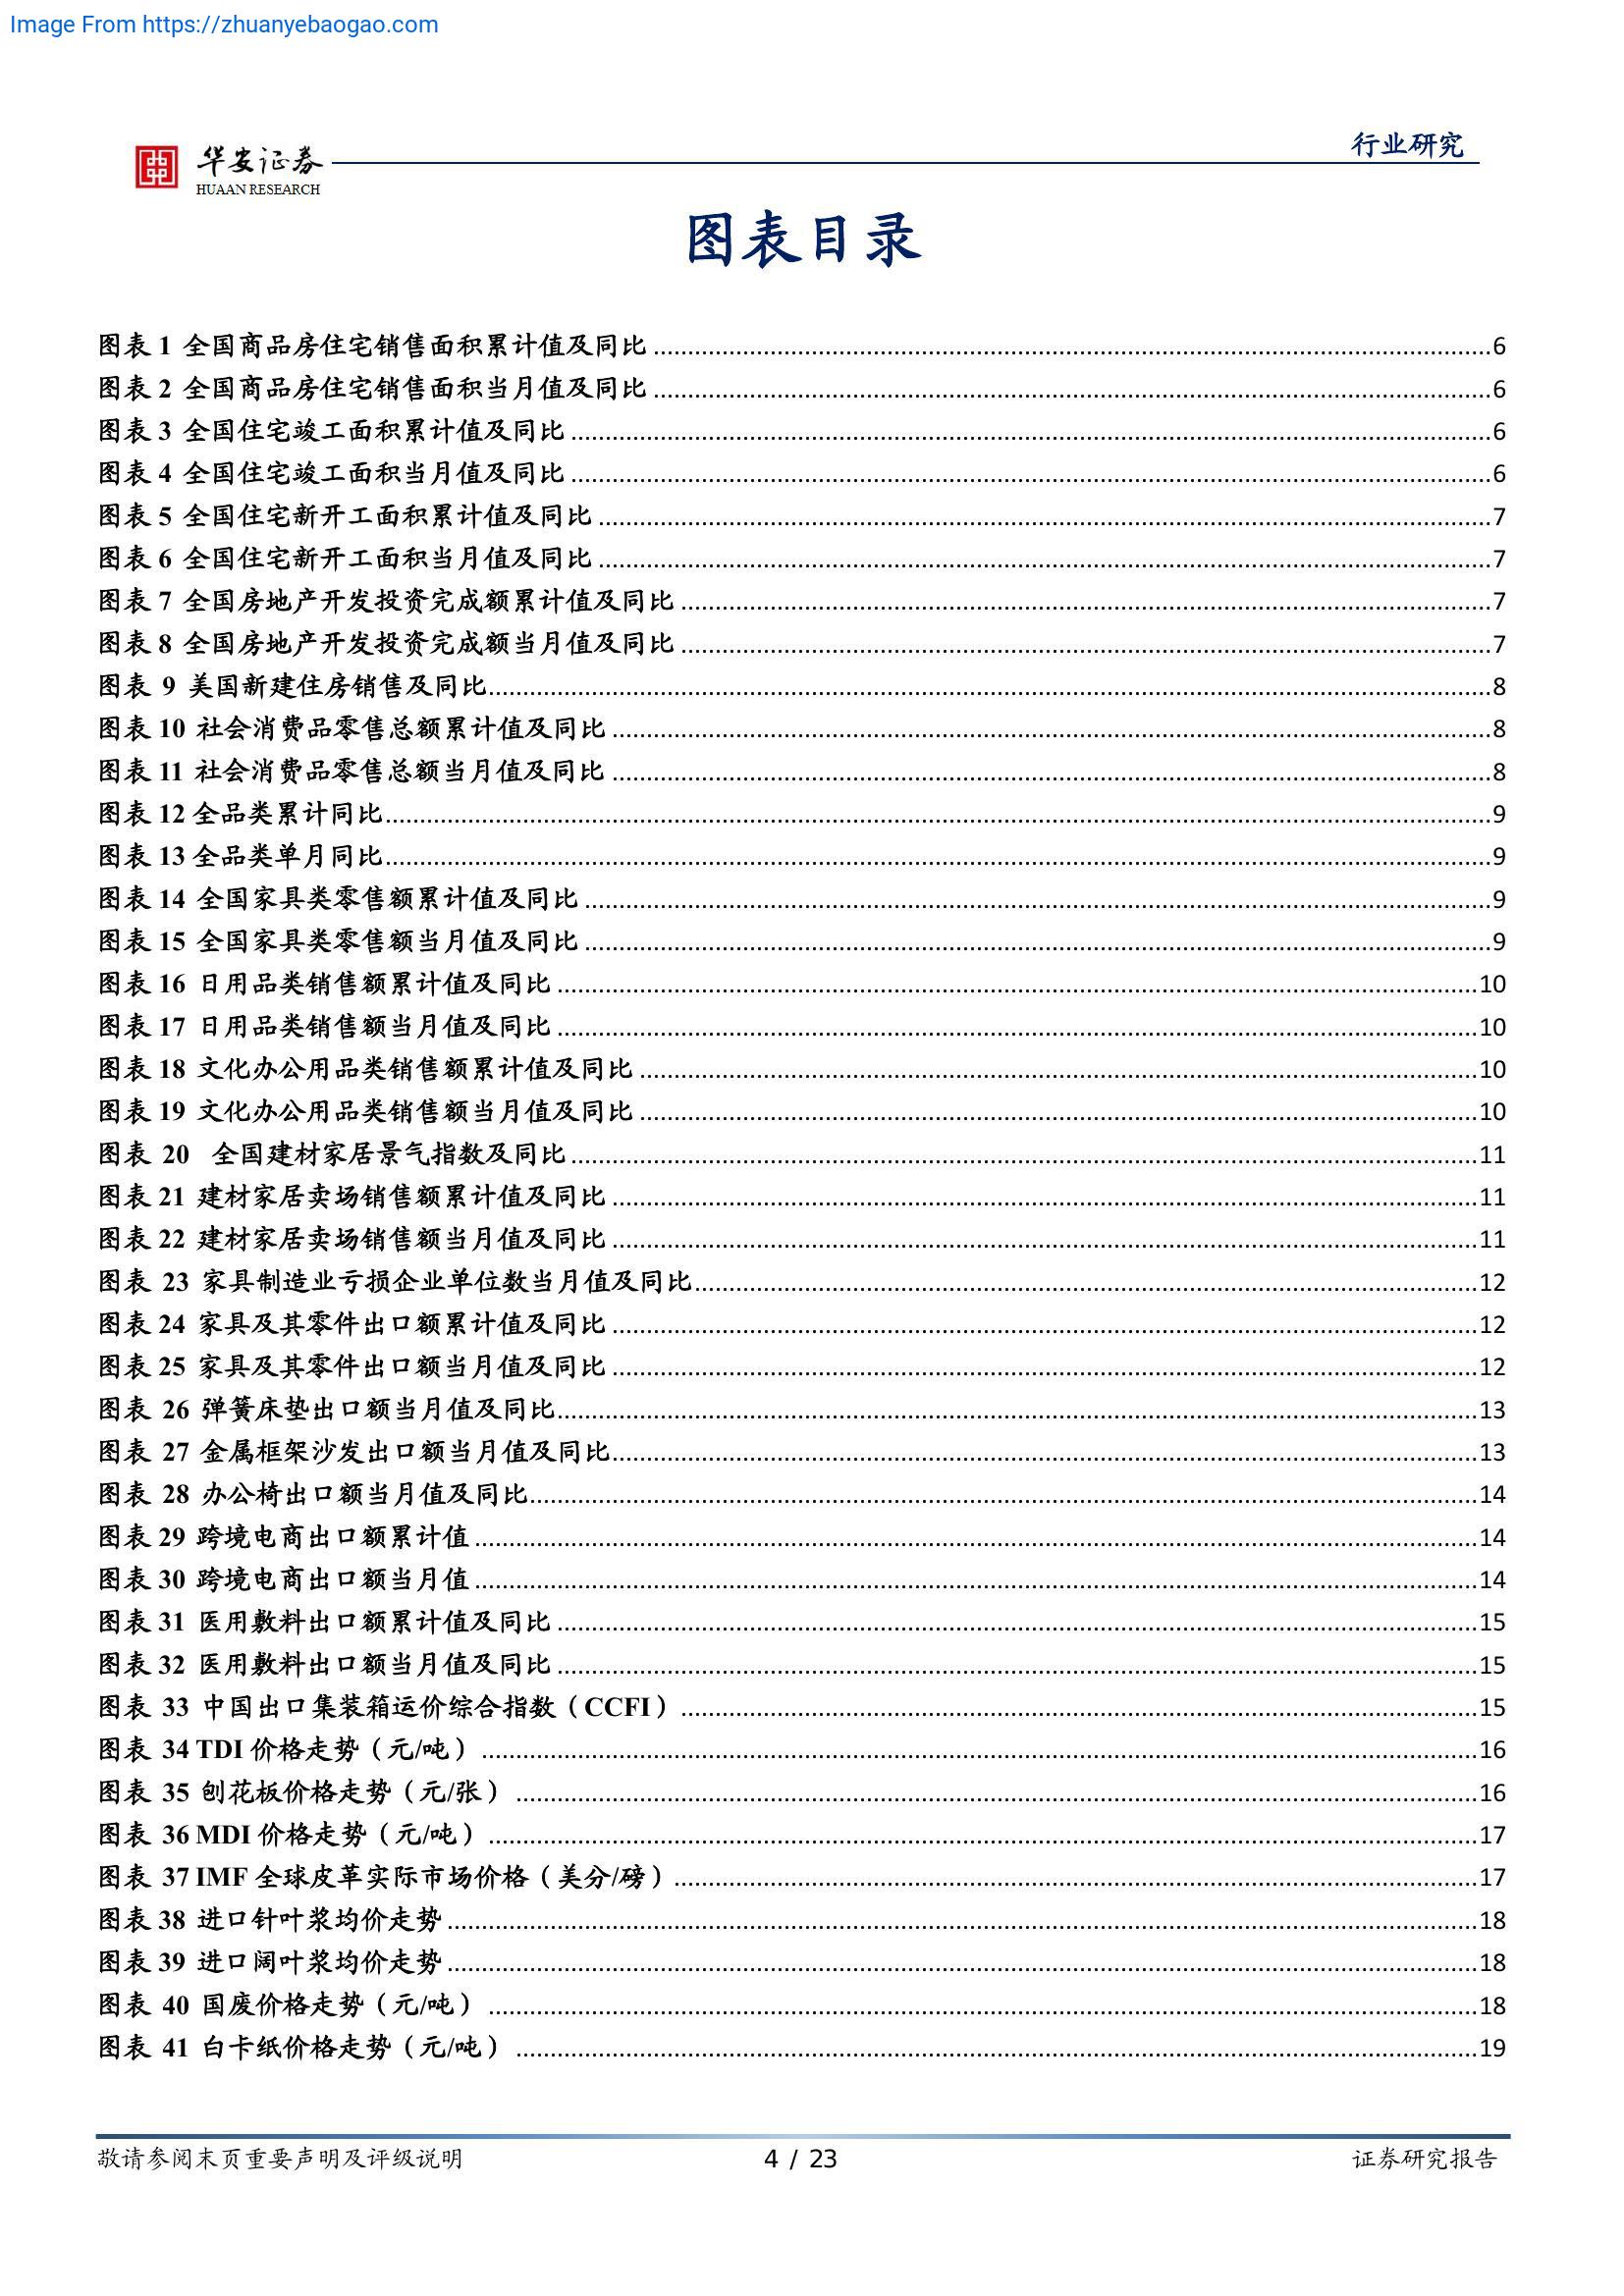 Image From https://zhuanyebaogao.com
华安证券
HUAAN RESEARCH
行业研究
图表目录
图表 1 全国商品房住宅销售面积累计值及同比 6
图表 2 全国商品房住宅销售面积当月值及同比 6
图表 3 全国住宅竣工面积累计值及同比 6
图表 4 全国住宅竣工面积当月值及同比 6
图表 5 全国住宅新开工面积累计值及同比 7
图表 6 全国住宅新开工面积当月值及同比 7
图表 7 全国房地产开发投资完成额累计值及同比 7
图表 8 全国房地产开发投资完成额当月值及同比 7
图表 9 美国新建住房销售及同比 8
图表 10 社会消费品零售总额累计值及同比 8
图表 11 社会消费品零售总额当月值及同比 8
图表 12 全品类累计同比 9
图表 13 全品类单月同比 9
图表 14 全国家具类零售额累计值及同比 9
图表 15 全国家具类零售额当月值及同比 9
图表 16 日用品类销售额累计值及同比 10
图表 17 日用品类销售额当月值及同比 10
图表 18 文化办公用品类销售额累计值及同比 10
图表 19 文化办公用品类销售额当月值及同比 10
图表 20 全国建材家居景气指数及同比 11
图表 21 建材家居卖场销售额累计值及同比 11
图表 22 建材家居卖场销售额当月值及同比 11
图表 23 家具制造业亏损企业单位数当月值及同比 12
图表 24 家具及其零件出口额累计值及同比 12
图表 25 家具及其零件出口额当月值及同比 12
图表 26 弹簧床垫出口额当月值及同比 13
图表 27 金属框架沙发出口额当月值及同比 13
图表 28 办公椅出口额当月值及同比 14
图表 29 跨境电商出口额累计值 14
图表 30 跨境电商出口额当月值 14
图表 31 医用敷料出口额累计值及同比 15
图表 32 医用敷料出口额当月值及同比 15
图表 33 中国出口集装箱运价综合指数（CCFI） 15
图表 34 TDI 价格走势（元/吨） 16
图表 35 刨花板价格走势（元/张） 16
图表 36 MDI 价格走势（元/吨） 17
图表 37 IMF 全球皮革实际市场价格（美分/磅） 17
图表 38 进口针叶浆均价走势 18
图表 39 进口阔叶浆均价走势 18
图表 40 国废价格走势（元/吨） 18
图表 41 白卡纸价格走势（元/吨） 19
敬请参阅末页重要声明及评级说明 4 / 23 证券研究报告